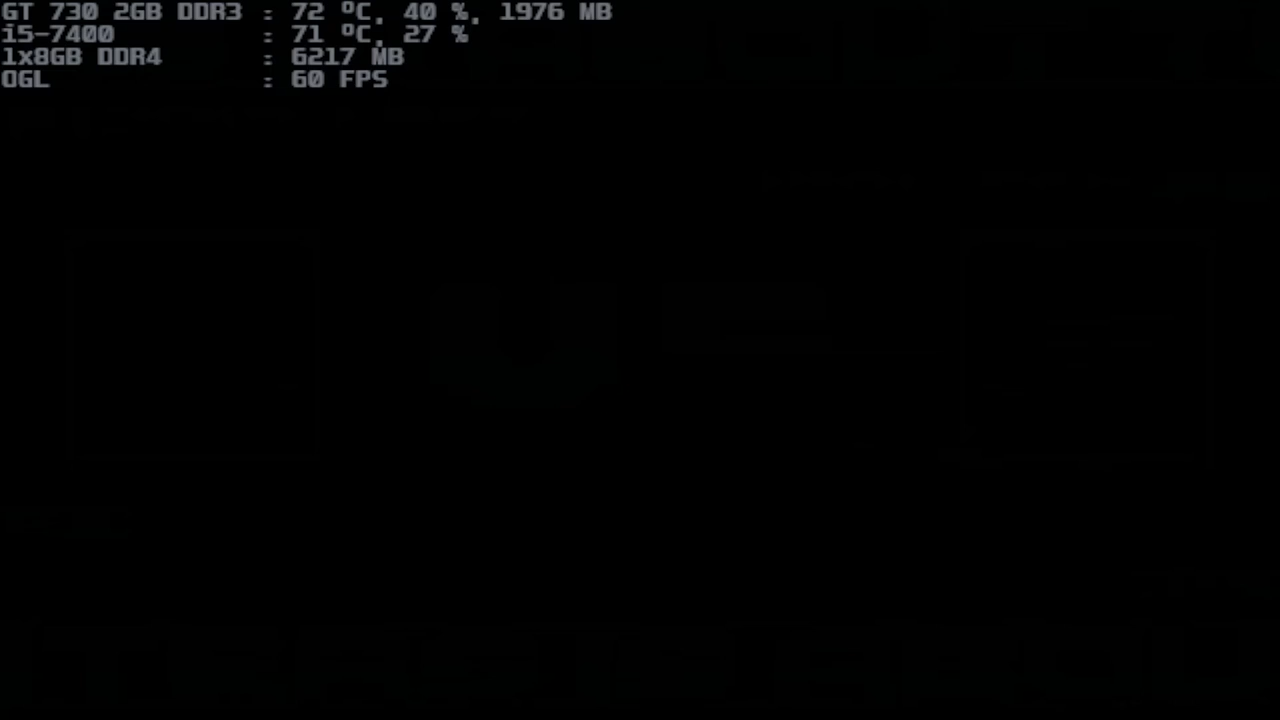 GT 730 2GB DDR3 : 72 ºC, 40 %, 1976 MB
i5-7400 : 71 ºC, 27 %
1x8GB DDR4 : 6217 MB
OGL : 60 FPS